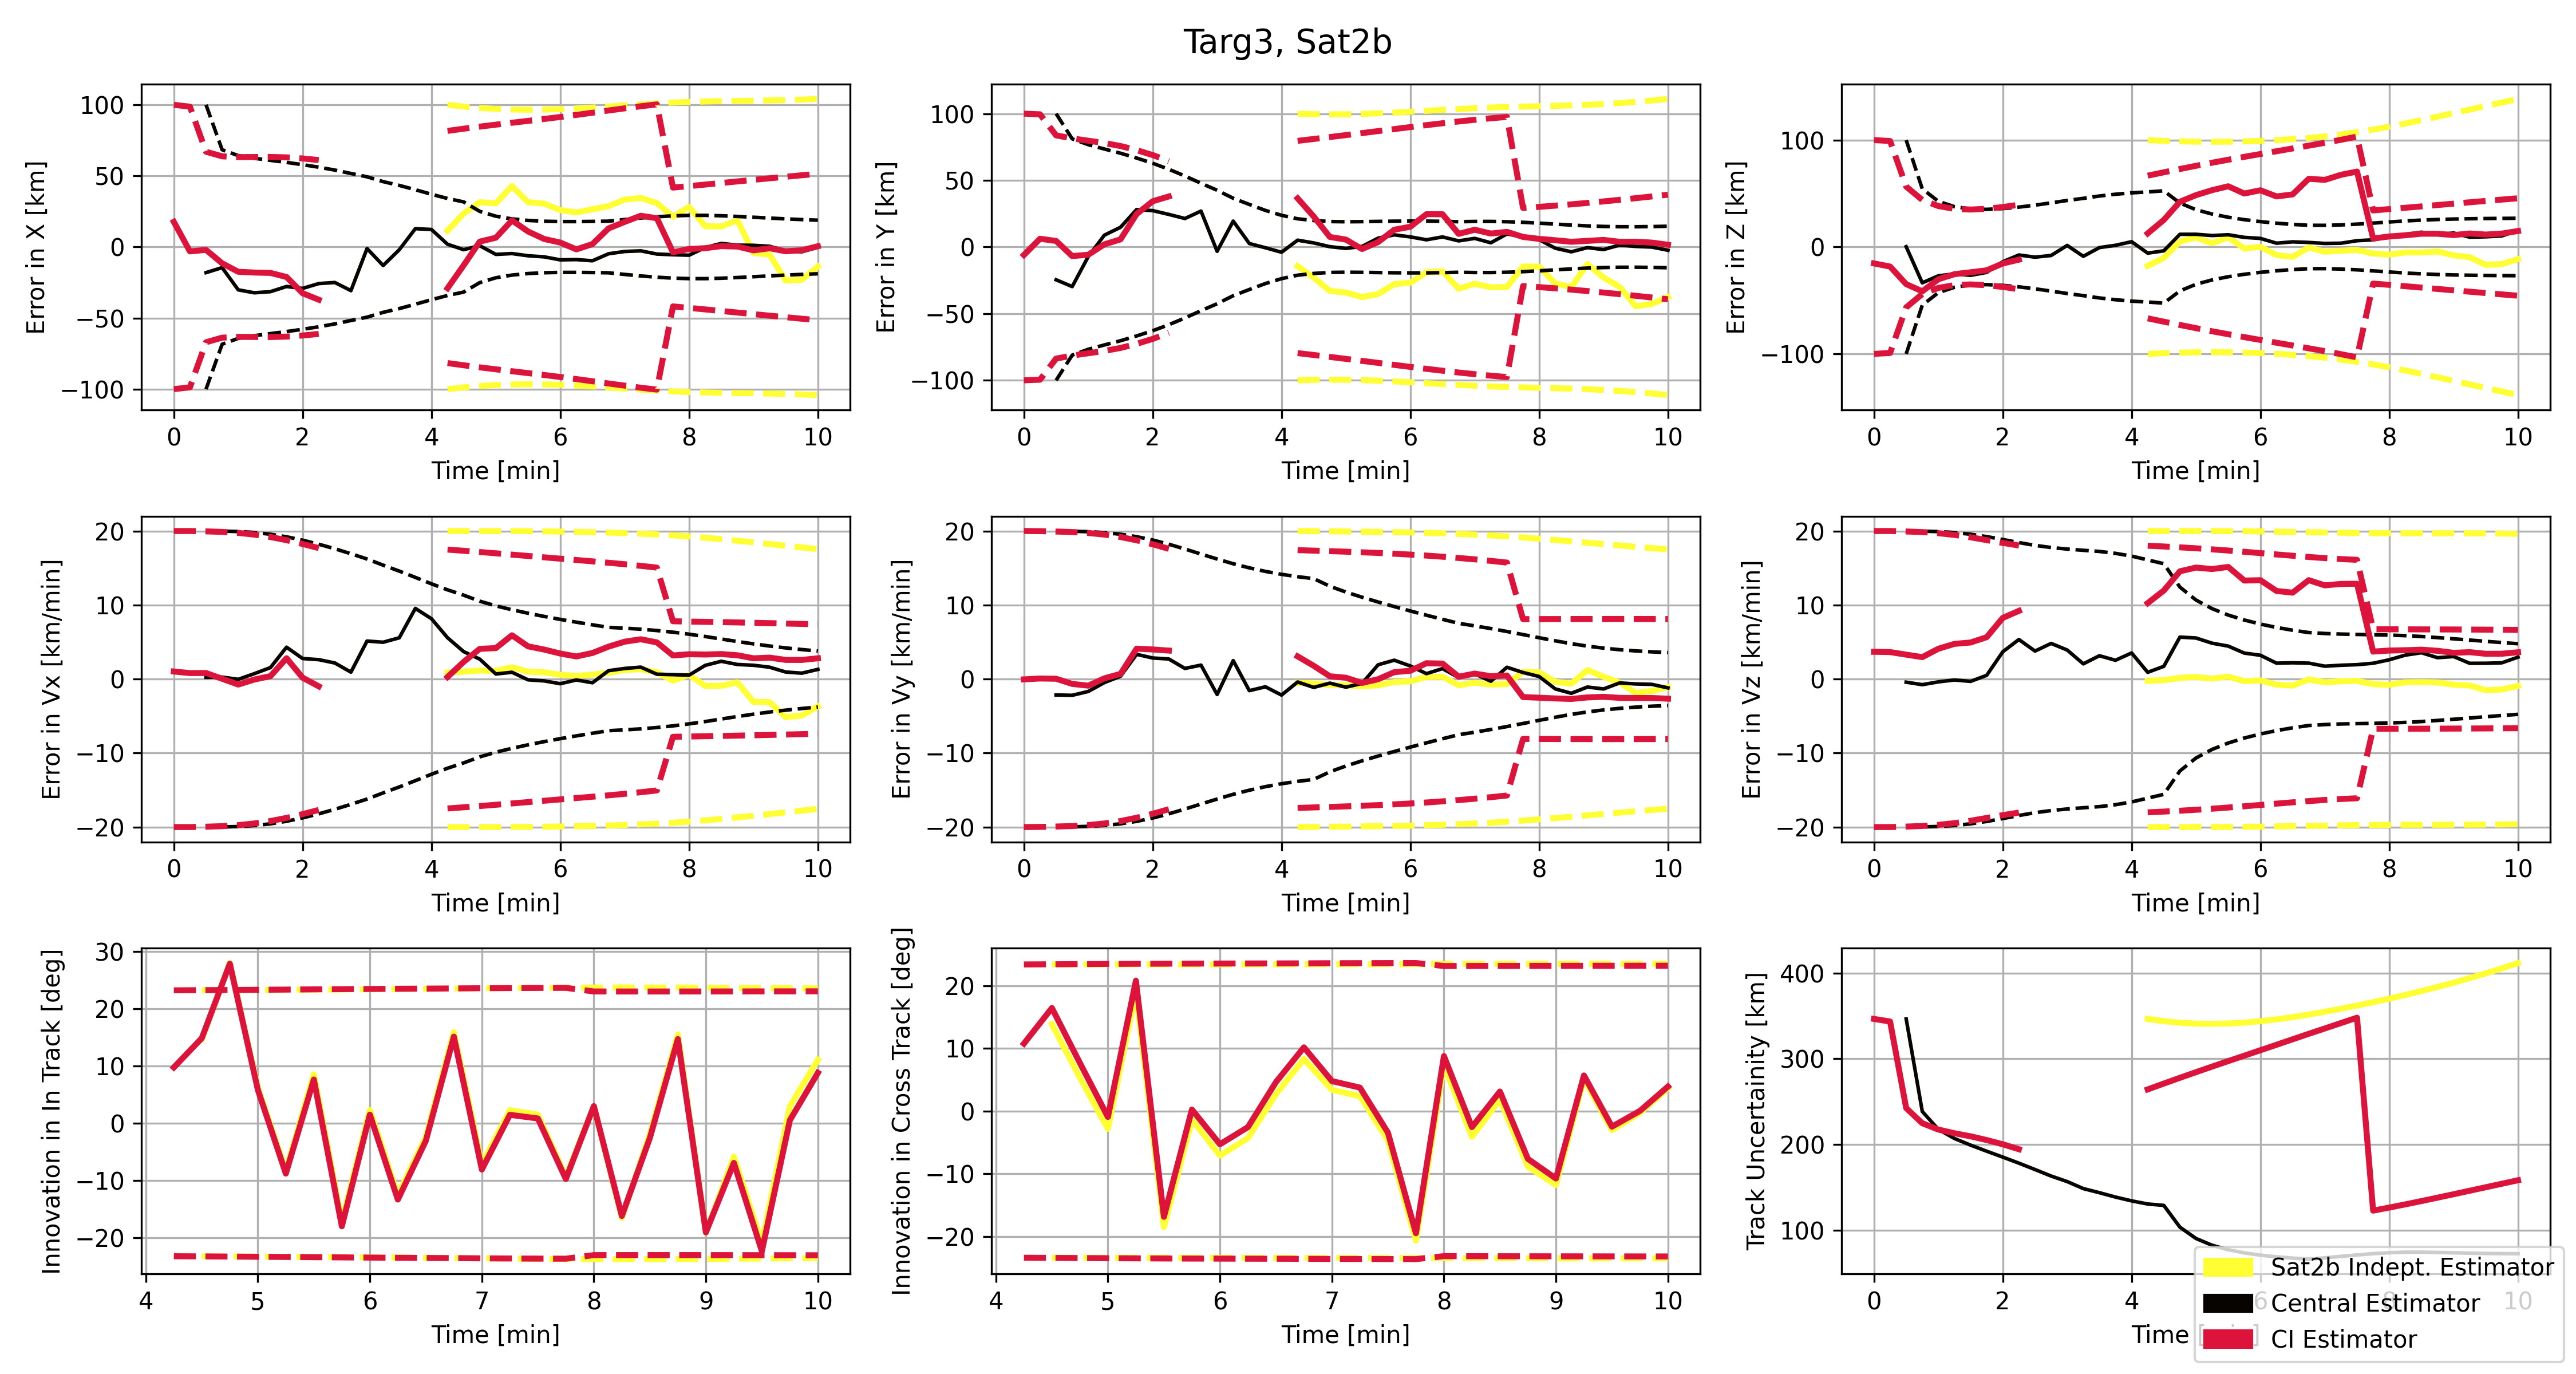 Targ3, Sat2b
Error in X [km]
100
50
0
−50
−100
0 2 4 6 8 10
Time [min]
Error in Y [km]
100
50
0
−50
−100
0 2 4 6 8 10
Time [min]
Error in Z [km]
100
0
−100
0 2 4 6 8 10
Time [min]
Error in Vx [km/min]
20
10
0
−10
−20
0 2 4 6 8 10
Time [min]
Error in Vy [km/min]
20
10
0
−10
−20
0 2 4 6 8 10
Time [min]
Error in Vz [km/min]
20
10
0
−10
−20
0 2 4 6 8 10
Time [min]
Innovation in In Track [deg]
30
20
10
0
−10
−20
4 5 6 7 8 9 10
Time [min]
Innovation in Cross Track [deg]
20
10
0
−10
−20
4 5 6 7 8 9 10
Time [min]
Track Uncertainity [km]
400
300
200
100
0 2 4 6 10
Time
Sat2b Indept. Estimator
Central Estimator
CI Estimator